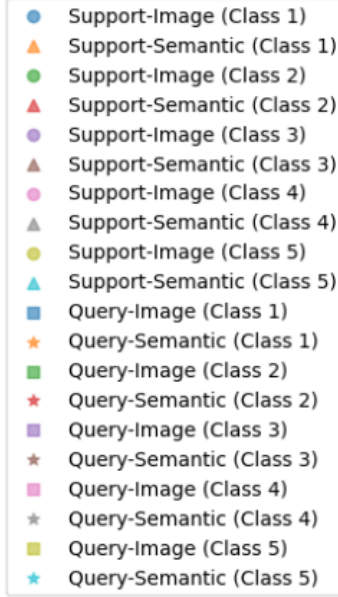 Support-Image (Class 1)
Support-Semantic (Class 1)
Support-Image (Class 2)
Support-Semantic (Class 2)
Support-Image (Class 3)
Support-Semantic (Class 3)
Support-Image (Class 4)
Support-Semantic (Class 4)
Support-Image (Class 5)
Support-Semantic (Class 5)
Query-Image (Class 1)
Query-Semantic (Class 1)
Query-Image (Class 2)
Query-Semantic (Class 2)
Query-Image (Class 3)
Query-Semantic (Class 3)
Query-Image (Class 4)
Query-Semantic (Class 4)
Query-Image (Class 5)
Query-Semantic (Class 5)